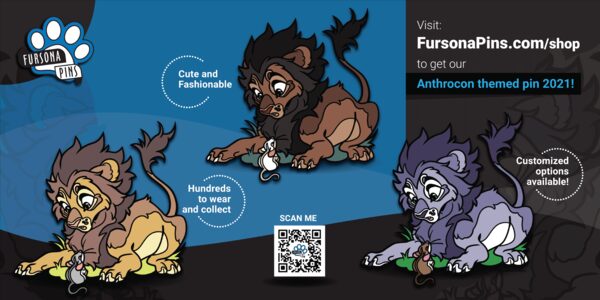 FURSONA
PINS
Visit:
FursonaPins.com/shop
to get our
Anthrocon themed pin 2021!
Cute and
Fashionable
Customized
options
available!
Hundreds
to wear
and collect
SCAN ME